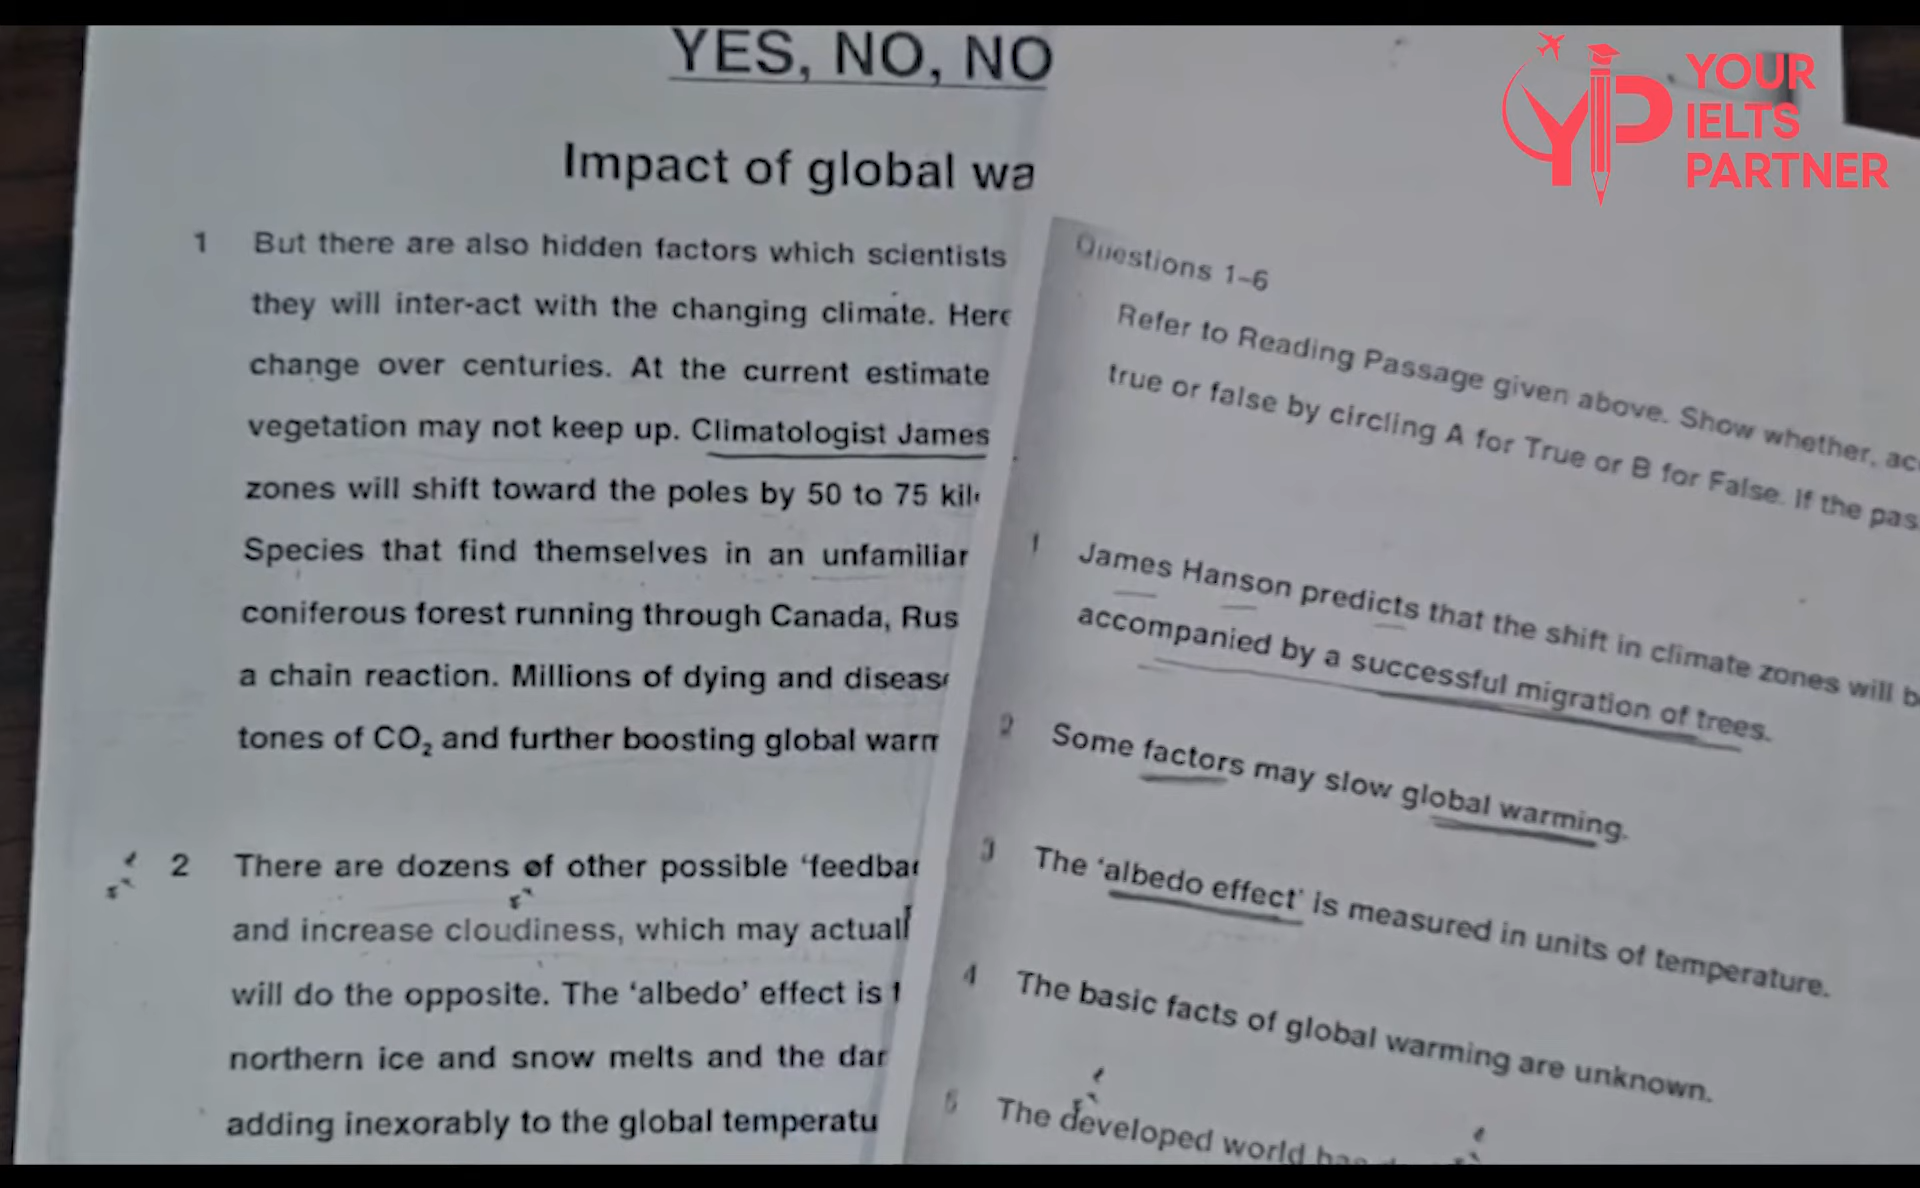 YES, NO, NO
Impact of global wa
1 But there are also hidden factors which scientists
they will inter-act with the changing climate. Here
change over centuries. At the current estimate
vegetation may not keep up. Climatologist James
zones will shift toward the poles by 50 to 75 kil
Species that find themselves in an unfamiliar
coniferous forest running through Canada, Rus
a chain reaction. Millions of dying and diseas
tones of CO₂ and further boosting global warm
2 There are dozens of other possible ‘feedbac
and increase cloudiness, which may actuall
will do the opposite. The ‘albedo’ effect is t
northern ice and snow melts and the dar
adding inexorably to the global temperatu
YOUR
IELTS
PARTNER
Questions 1–6
Refer to Reading Passage given above. Show whether, ac
true or false by circling A for True or B for False. If the pas
1 James Hanson predicts that the shift in climate zones will b
accompanied by a successful migration of trees.
2 Some factors may slow global warming.
3 The ‘albedo effect’ is measured in units of temperature.
4 The basic facts of global warming are unknown.
5 The developed world has